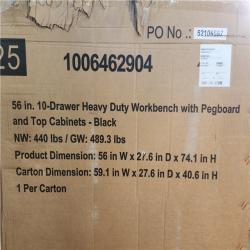 PO No.: 52106597
25
1006462904
56 in. 10-Drawer Heavy Duty Workbench with Pegboard
and Top Cabinets - Black
NW: 440 lbs / GW: 489.3 lbs
Product Dimension: 56 in W x 27.6 in D x 74.1 in H
Carton Dimension: 59.1 in W x 27.6 in D x 40.6 in H
1 Per Carton